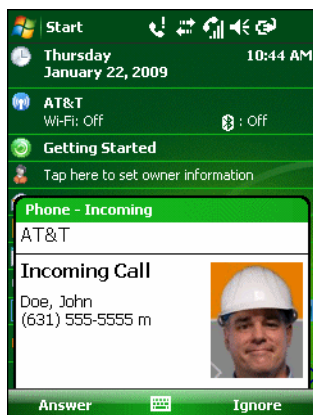 Start
Thursday 10:44 AM
January 22, 2009
AT&T
Wi-Fi: Off : Off
Getting Started
Tap here to set owner information
Phone - Incoming
AT&T
Incoming Call
Doe, John
(631) 555-5555 m
Answer Ignore